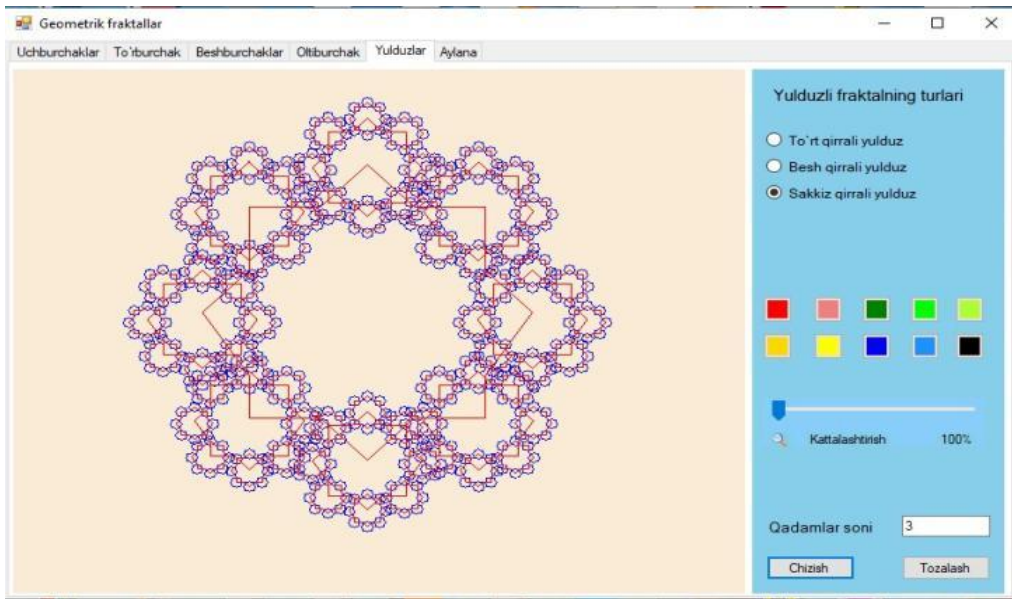 Geometrik fraktallar
Uchburchaklar To`rtburchak Beshburchaklar Oltiburchak Yulduzlar Aylana
Yulduzli fraktalning turlari
To`rt qirrali yulduz
Besh qirrali yulduz
Sakkiz qirrali yulduz
Kattalashtirish 100%
Qadamlar soni 3
Chizish Tozalash